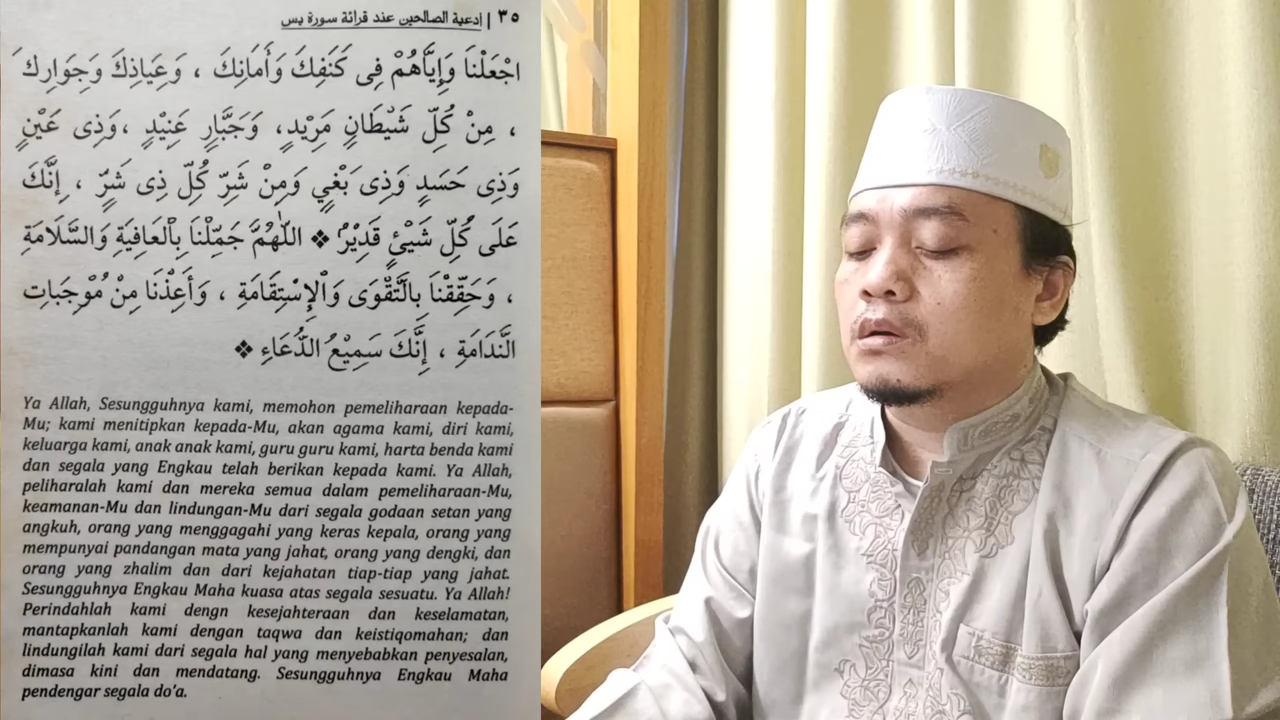 ٣٥ | ادعية الصالحين عند قرائة سورة يس
اجْعَلْنَا وَإِيَّاهُمْ فِى كَنَفِكَ وَأَمَانِكَ ، وَعَيَاذِكَ وَجَوَارِكَ
، مِنْ كُلِّ شَيْطَانٍ مَرِيْدٍ، وَجَبَّارٍ عَنِيْدٍ ،وَذِى عَيْنٍ
وَذِى حَسَدٍ وَذِى بَغْيٍ وَمِنْ شَرِّ كُلِّ ذِى شَرٍّ ، إِنَّكَ
عَلَى كُلِّ شَيْئٍ قَدِيْرٌ ❖ اللّٰهُمَّ جَمِّلْنَا بِالْعَافِيَةِ وَالسَّلَامَةِ
، وَحَقِّقْنَا بِالتَّقْوَى وَالْاِسْتِقَامَةِ ، وَأَعِذْنَا مِنْ مُوْجِبَاتِ
النَّدَامَةِ ، إِنَّكَ سَمِيْعُ الدُّعَاءِ ❖
Ya Allah, Sesungguhnya kami, memohon pemeliharaan kepada-
Mu; kami menitipkan kepada-Mu, akan agama kami, diri kami,
keluarga kami, anak anak kami, guru guru kami, harta benda kami
dan segala yang Engkau telah berikan kepada kami. Ya Allah,
peliharalah kami dan mereka semua dalam pemeliharaan-Mu,
keamanan-Mu dan lindungan-Mu dari segala godaan setan yang
angkuh, orang yang menggagahi yang keras kepala, orang yang
mempunyai pandangan mata yang jahat, orang yang dengki, dan
orang yang zhalim dan dari kejahatan tiap-tiap yang jahat.
Sesungguhnya Engkau Maha kuasa atas segala sesuatu. Ya Allah!
Perindahlah kami dengn kesejahteraan dan keselamatan,
mantapkanlah kami dengan taqwa dan keistiqomahan; dan
lindungilah kami dari segala hal yang menyebabkan penyesalan,
dimasa kini dan mendatang. Sesungguhnya Engkau Maha
pendengar segala do'a.